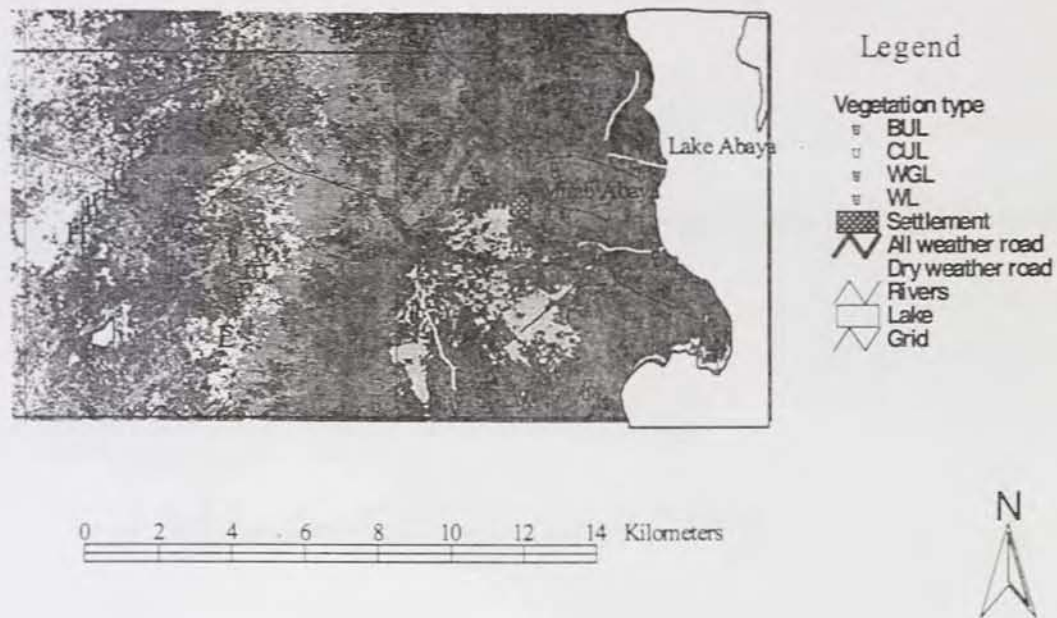 Legend
Vegetation type
BUL
CUL
WGL
WL
Settlement
All weather road
Dry weather road
Rivers
Lake
Grid
Lake Abaya
Abaya
0 2 4 6 8 10 12 14 Kilometers
N